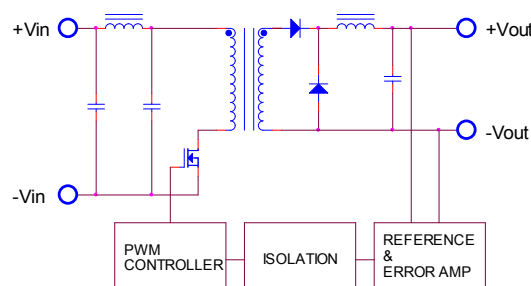 +Vin
+Vout
-Vout
-Vin
PWM
CONTROLLER
ISOLATION
REFERENCE
&
ERROR AMP